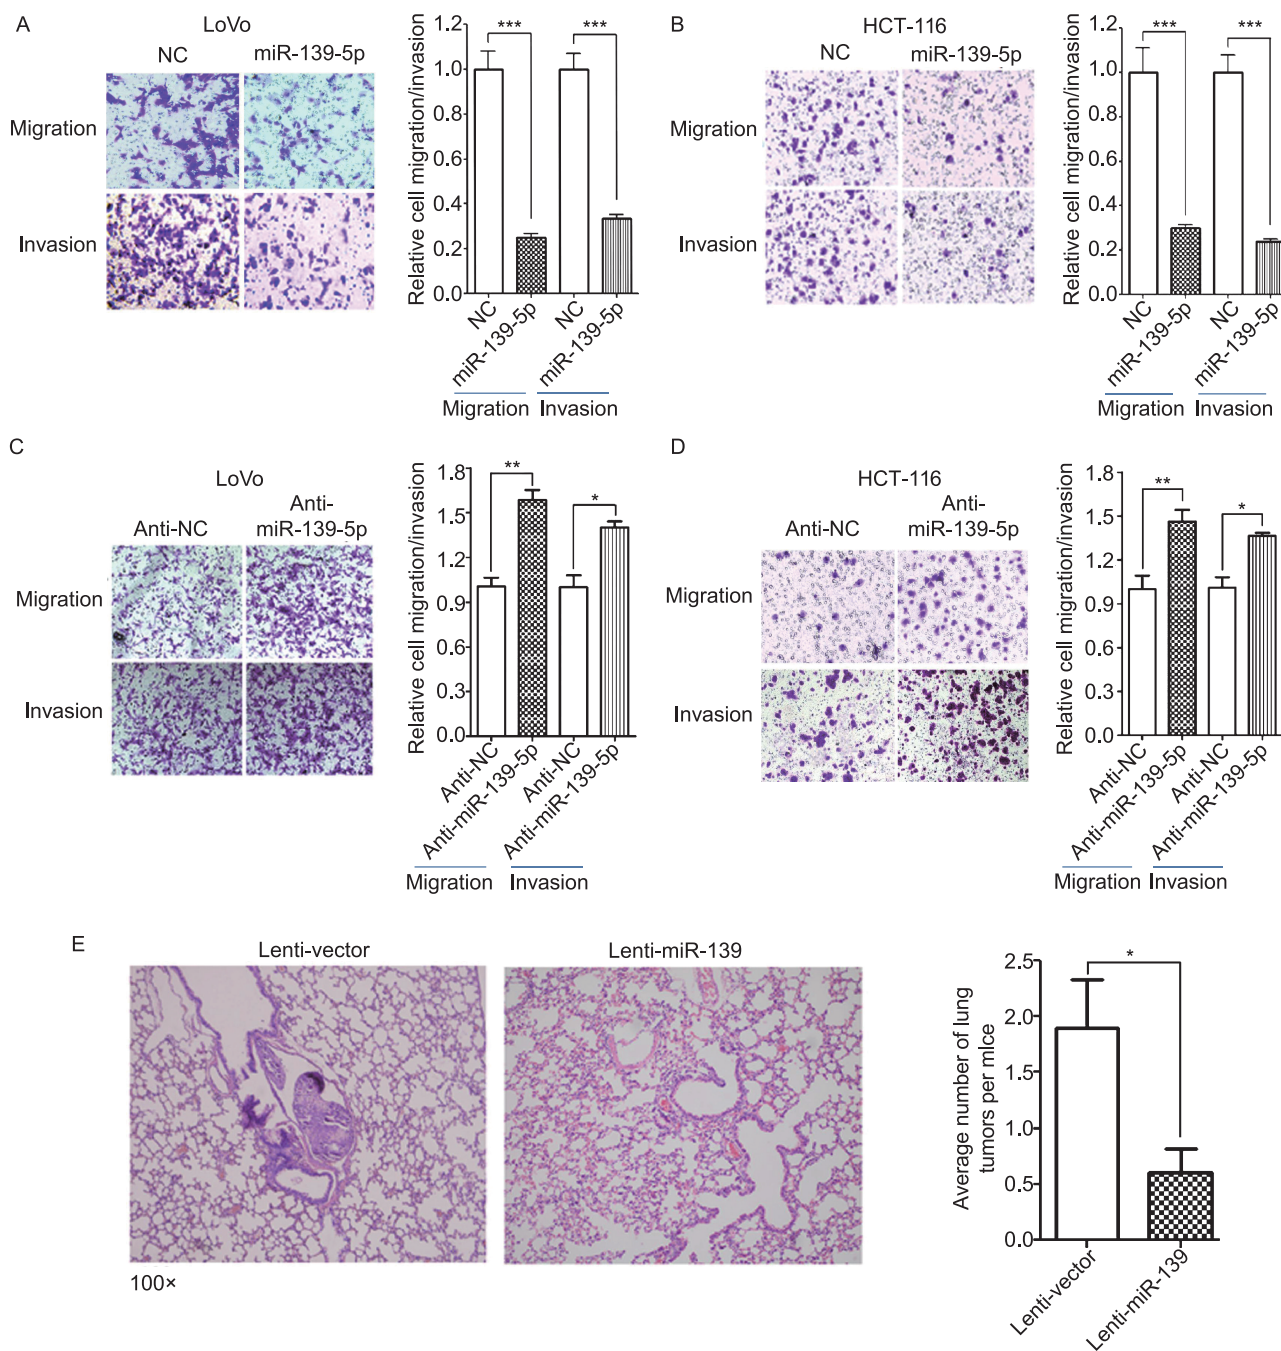 A
LoVo
NC
miR-139-5p
Migration
Invasion
Relative cell migration/invasion
1.2
1.0
0.8
0.6
0.4
0.2
0.0
***
***
NC
miR-139-5p
NC
miR-139-5p
Migration
Invasion
B
HCT-116
NC
miR-139-5p
Migration
Invasion
Relative cell migration/invasion
1.2
1.0
0.8
0.6
0.4
0.2
0.0
***
***
NC
miR-139-5p
NC
miR-139-5p
Migration
Invasion
C
LoVo
Anti-NC
Anti-
miR-139-5p
Migration
Invasion
Relative cell migration/invasion
1.8
1.5
1.2
0.9
0.6
0.3
0.0
**
*
Anti-NC
Anti-miR-139-5p
Anti-NC
Anti-miR-139-5p
Migration
Invasion
D
HCT-116
Anti-NC
Anti-
miR-139-5p
Migration
Invasion
Relative cell migration/invasion
1.8
1.5
1.2
0.9
0.6
0.3
0.0
**
*
Anti-NC
Anti-miR-139-5p
Anti-NC
Anti-miR-139-5p
Migration
Invasion
E
Lenti-vector
Lenti-miR-139
100×
Average number of lung
tumors per mIce
2.5
2.0
1.5
1.0
0.5
0.0
*
Lenti-vector
Lenti-miR-139